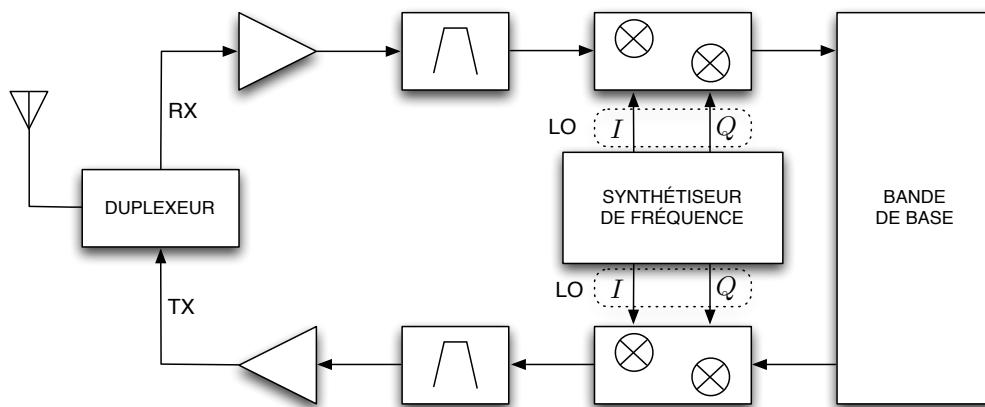 RX
LO
I
Q
DUPLEXEUR
SYNTHÉTISEUR
DE FRÉQUENCE
BANDE
DE BASE
LO
I
Q
TX